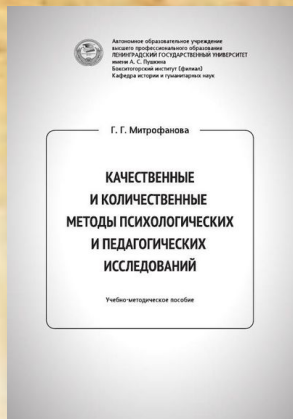 Автономное образовательное учреждение
высшего профессионального образования
ЛЕНИНГРАДСКИЙ ГОСУДАРСТВЕННЫЙ УНИВЕРСИТЕТ
имени А. С. Пушкина
Бокситогорский институт (филиал)
Кафедра истории и гуманитарных наук
Г. Г. Митрофанова
КАЧЕСТВЕННЫЕ
И КОЛИЧЕСТВЕННЫЕ
МЕТОДЫ ПСИХОЛОГИЧЕСКИХ
И ПЕДАГОГИЧЕСКИХ
ИССЛЕДОВАНИЙ
Учебно-методическое пособие